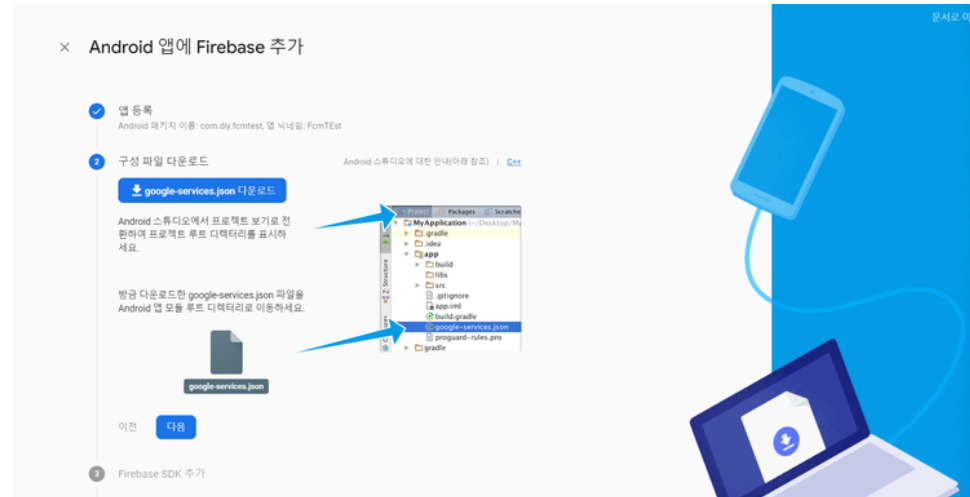 문서로 이
Android 앱에 Firebase 추가
앱 등록
Android 패키지 이름: com.diy.fcmtest, 앱 닉네임: FcmTEst
2 구성 파일 다운로드
Android 스튜디오에 대한 안내(아래 참조) | C++
google-services.json 다운로드
Android 스튜디오에서 프로젝트 보기로 전
환하여 프로젝트 루트 디렉터리를 표시하
세요.
방금 다운로드한 google-services.json 파일을
Android 앱 모듈 루트 디렉터리로 이동하세요.
google-services.json
Project Packages Scratche
MyApplication (~/Desktop/My
.gradle
.idea
app
build
libs
src
.gitignore
app.iml
build.gradle
google-services.json
proguard-rules.pro
gradle
2: Structure
이전 다음
3 Firebase SDK 추가